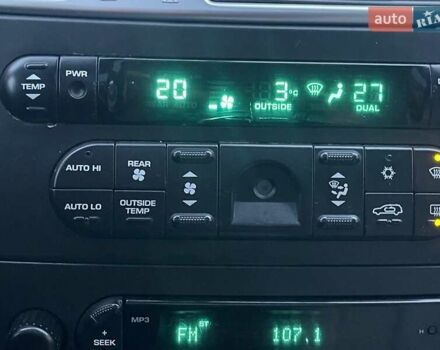 auto RIA
PWR
TEMP
20 3°C 27
OUTSIDE DUAL
AUTO HI REAR
AUTO LO OUTSIDE TEMP
MP3
+ SEEK
FM ST 107.1
H